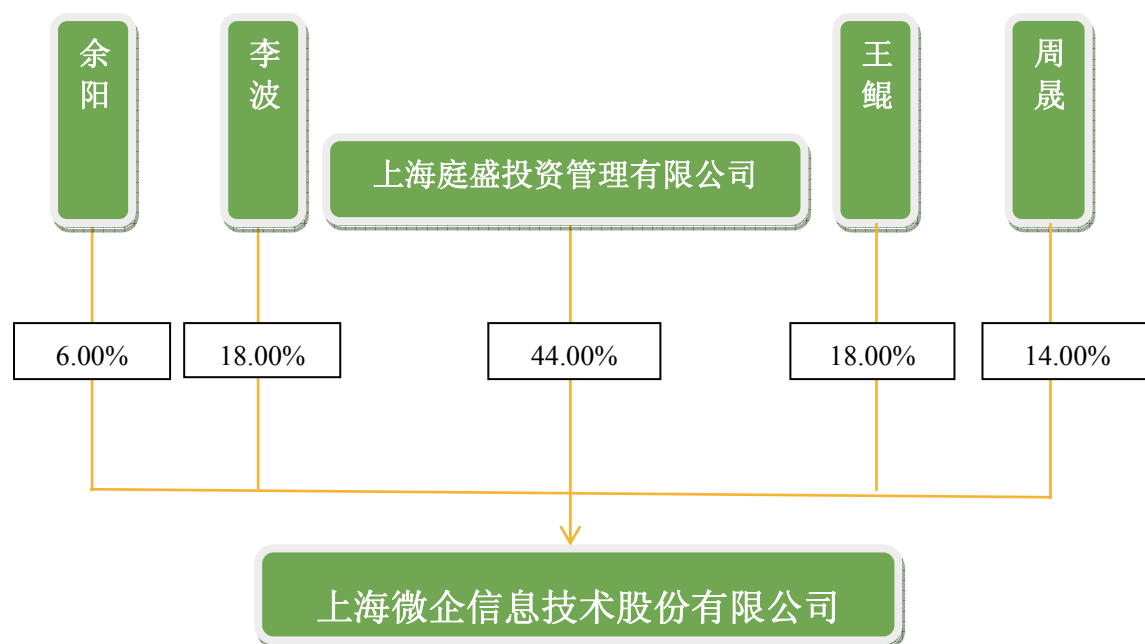 余阳
李波
王鲲
周晟
上海庭盛投资管理有限公司
6.00%
18.00%
44.00%
18.00%
14.00%
上海微企信息技术股份有限公司